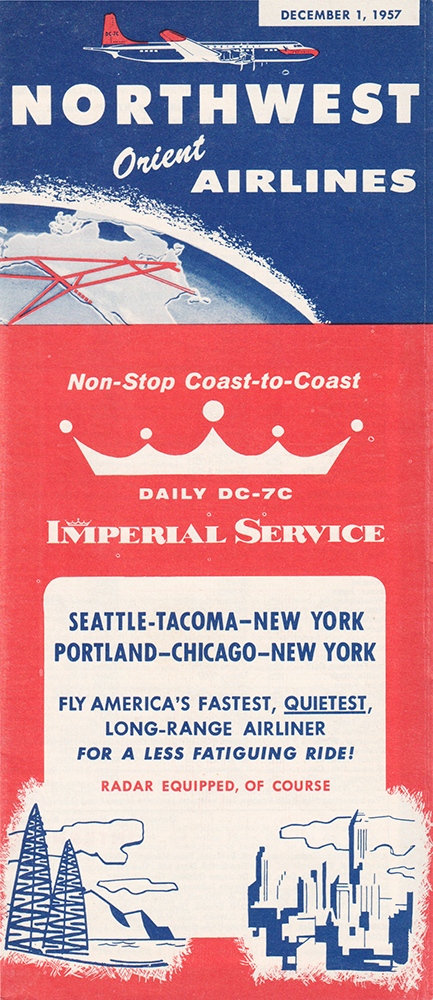 DECEMBER 1, 1957
DC-7C
NORTHWEST
Orient
AIRLINES
Non-Stop Coast-to-Coast
DAILY DC-7C
IMPERIAL SERVICE
SEATTLE-TACOMA–NEW YORK
PORTLAND–CHICAGO–NEW YORK
FLY AMERICA'S FASTEST, QUIETEST,
LONG-RANGE AIRLINER
FOR A LESS FATIGUING RIDE!
RADAR EQUIPPED, OF COURSE